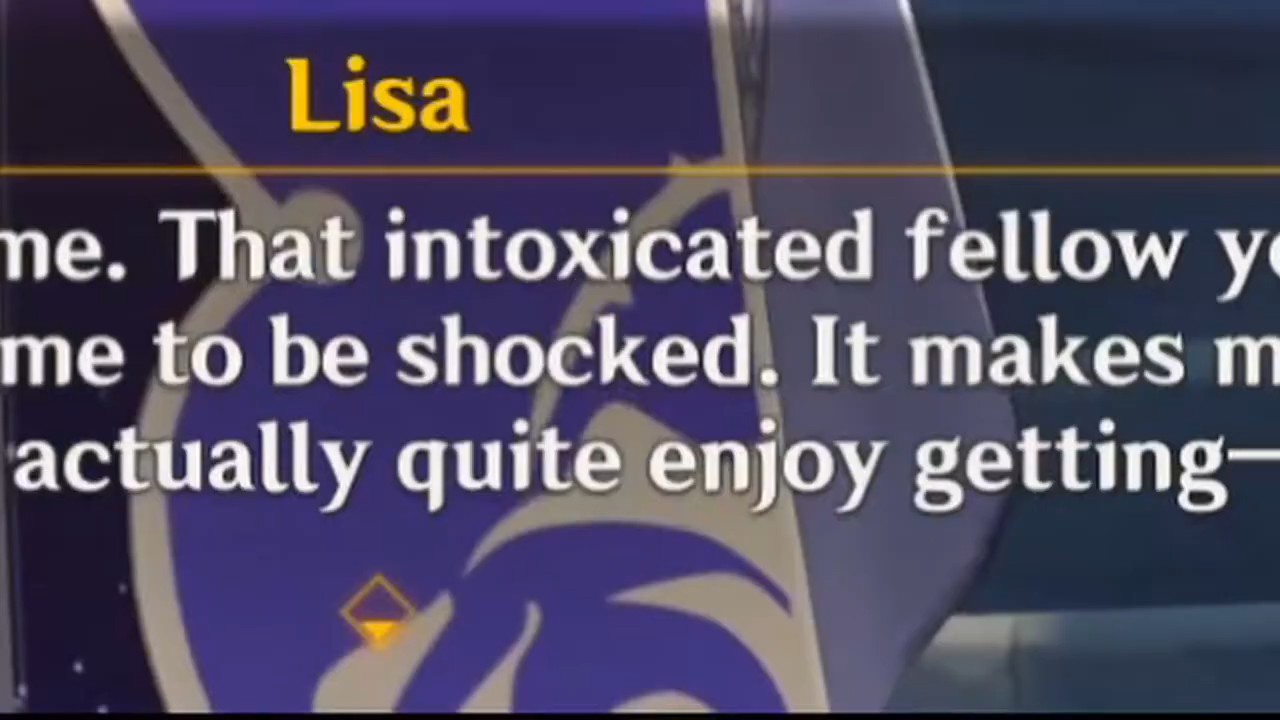 Lisa
me. That intoxicated fellow
me to be shocked. It makes
actually quite enjoy getting—